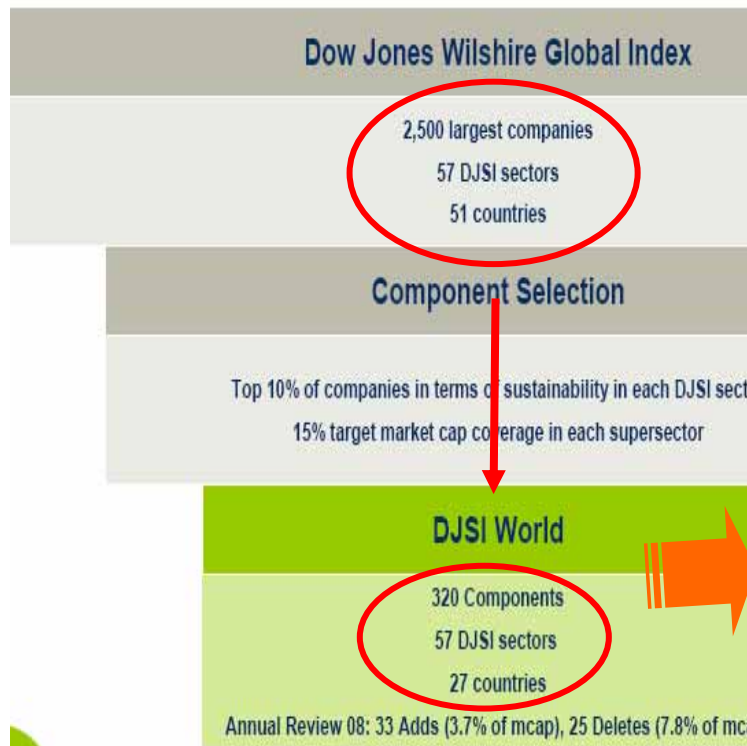 Dow Jones Wilshire Global Index
2,500 largest companies
57 DJSI sectors
51 countries
Component Selection
Top 10% of companies in terms of sustainability in each DJSI sect
15% target market cap coverage in each supersector
DJSI World
320 Components
57 DJSI sectors
27 countries
Annual Review 08: 33 Adds (3.7% of mcap), 25 Deletes (7.8% of mc